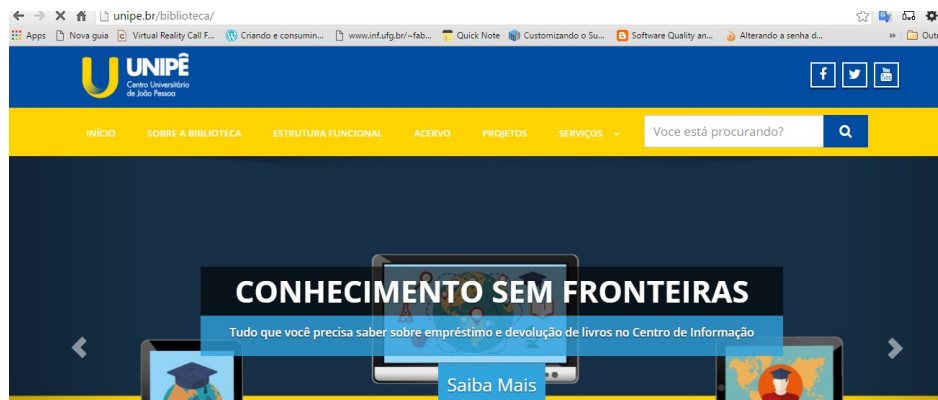 unipe.br/biblioteca/
Apps Nova guia Virtual Reality Call F... Criando e consumin... www.inf.ufg.br/~fab... Quick Note Customizando o Su... Software Quality an... Alterando a senha d... » Outr
UNIPÊ
Centro Universitário
de João Pessoa
You
Tube
INÍCIO SOBRE A BIBLIOTECA ESTRUTURA FUNCIONAL ACERVO PROJETOS SERVIÇOS Voce está procurando?
CONHECIMENTO SEM FRONTEIRAS
Tudo que você precisa saber sobre empréstimo e devolução de livros no Centro de Informação
Saiba Mais